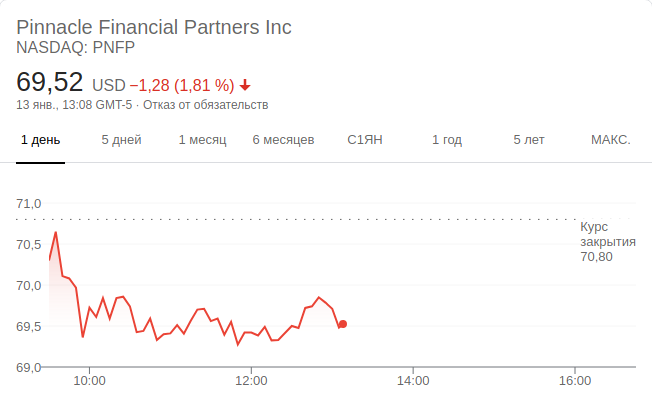 Pinnacle Financial Partners Inc
NASDAQ: PNFP
69,52 USD −1,28 (1,81 %)
13 янв., 13:08 GMT-5 · Отказ от обязательств
1 день 5 дней 1 месяц 6 месяцев С1ЯН 1 год 5 лет МАКС.
71,0
Курс
закрытия
70,80
70,5
70,0
69,5
69,0
10:00 12:00 14:00 16:00